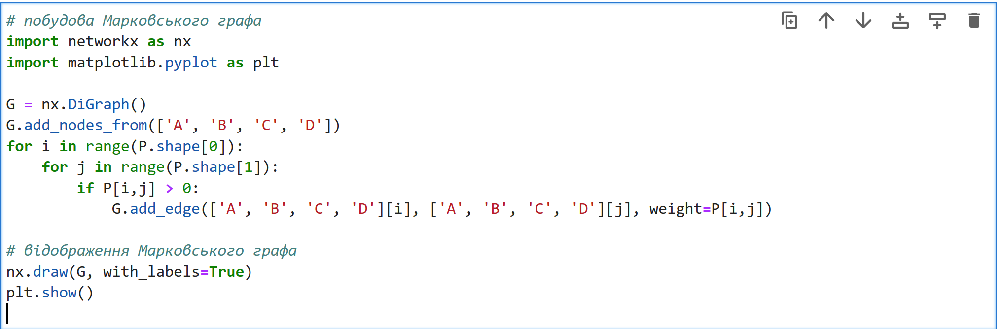 # побудова Марковського графа
import networkx as nx
import matplotlib.pyplot as plt

G = nx.DiGraph()
G.add_nodes_from(['A', 'B', 'C', 'D'])
for i in range(P.shape[0]):
    for j in range(P.shape[1]):
        if P[i,j] > 0:
            G.add_edge(['A', 'B', 'C', 'D'][i], ['A', 'B', 'C', 'D'][j], weight=P[i,j])

# відображення Марковського графа
nx.draw(G, with_labels=True)
plt.show()